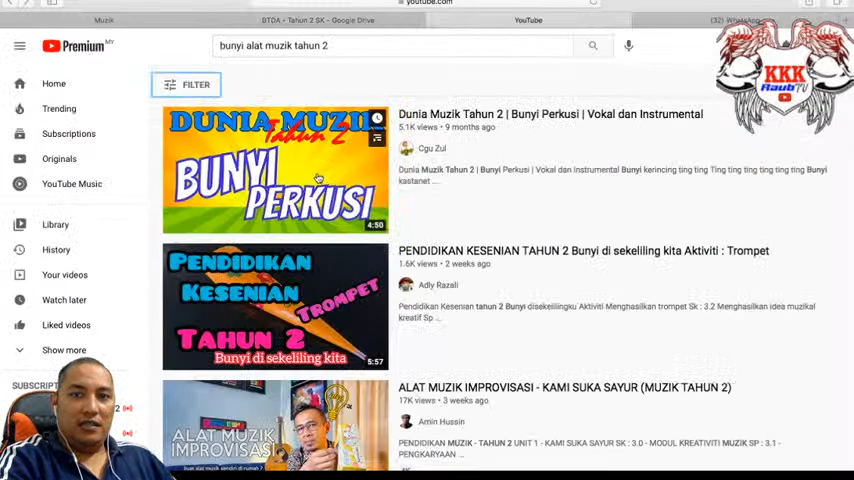 youtube.com
Muzik
BTDA - Tahun 2 SK - Google Drive
YouTube
(32) WhatsApp
Premium MY
bunyi alat muzik tahun 2
KKK
RaubTV
Home
FILTER
Trending
Subscriptions
Originals
YouTube Music
Library
History
Your videos
Watch later
Liked videos
Show more
SUBSCRIPT
2
DUNIA MUZIK
Tahun 2
BUNYI
PERKUSI
4:50
Dunia Muzik Tahun 2 | Bunyi Perkusi | Vokal dan Instrumental
5.1K views • 9 months ago
Cgu Zul
Dunia Muzik Tahun 2 | Bunyi Perkusi | Vokal dan Instrumental Bunyi kerincing ting ting Ting ting ting ting ting ting Bunyi
kastanet ...
PENDIDIKAN
KESENIAN
TROMPET
TAHUN 2
Bunyi di sekeliling kita
5:57
PENDIDIKAN KESENIAN TAHUN 2 Bunyi di sekeliling kita Aktiviti : Trompet
1.6K views • 2 weeks ago
Adly Razali
Pendidikan Kesenian tahun 2 Bunyi disekelilingku Aktiviti Menghasilkan trompet Sk : 3.2 Menghasilkan idea muzikal
kreatif Sp ...
ALAT MUZIK
IMPROVISASI
ALAT MUZIK IMPROVISASI - KAMI SUKA SAYUR (MUZIK TAHUN 2)
17K views • 3 weeks ago
Amin Hussin
PENDIDIKAN MUZIK - TAHUN 2 UNIT 1 - KAMI SUKA SAYUR SK : 3.0 - MODUL KREATIVITI MUZIK SP : 3.1 -
PENGKARYAAN ...